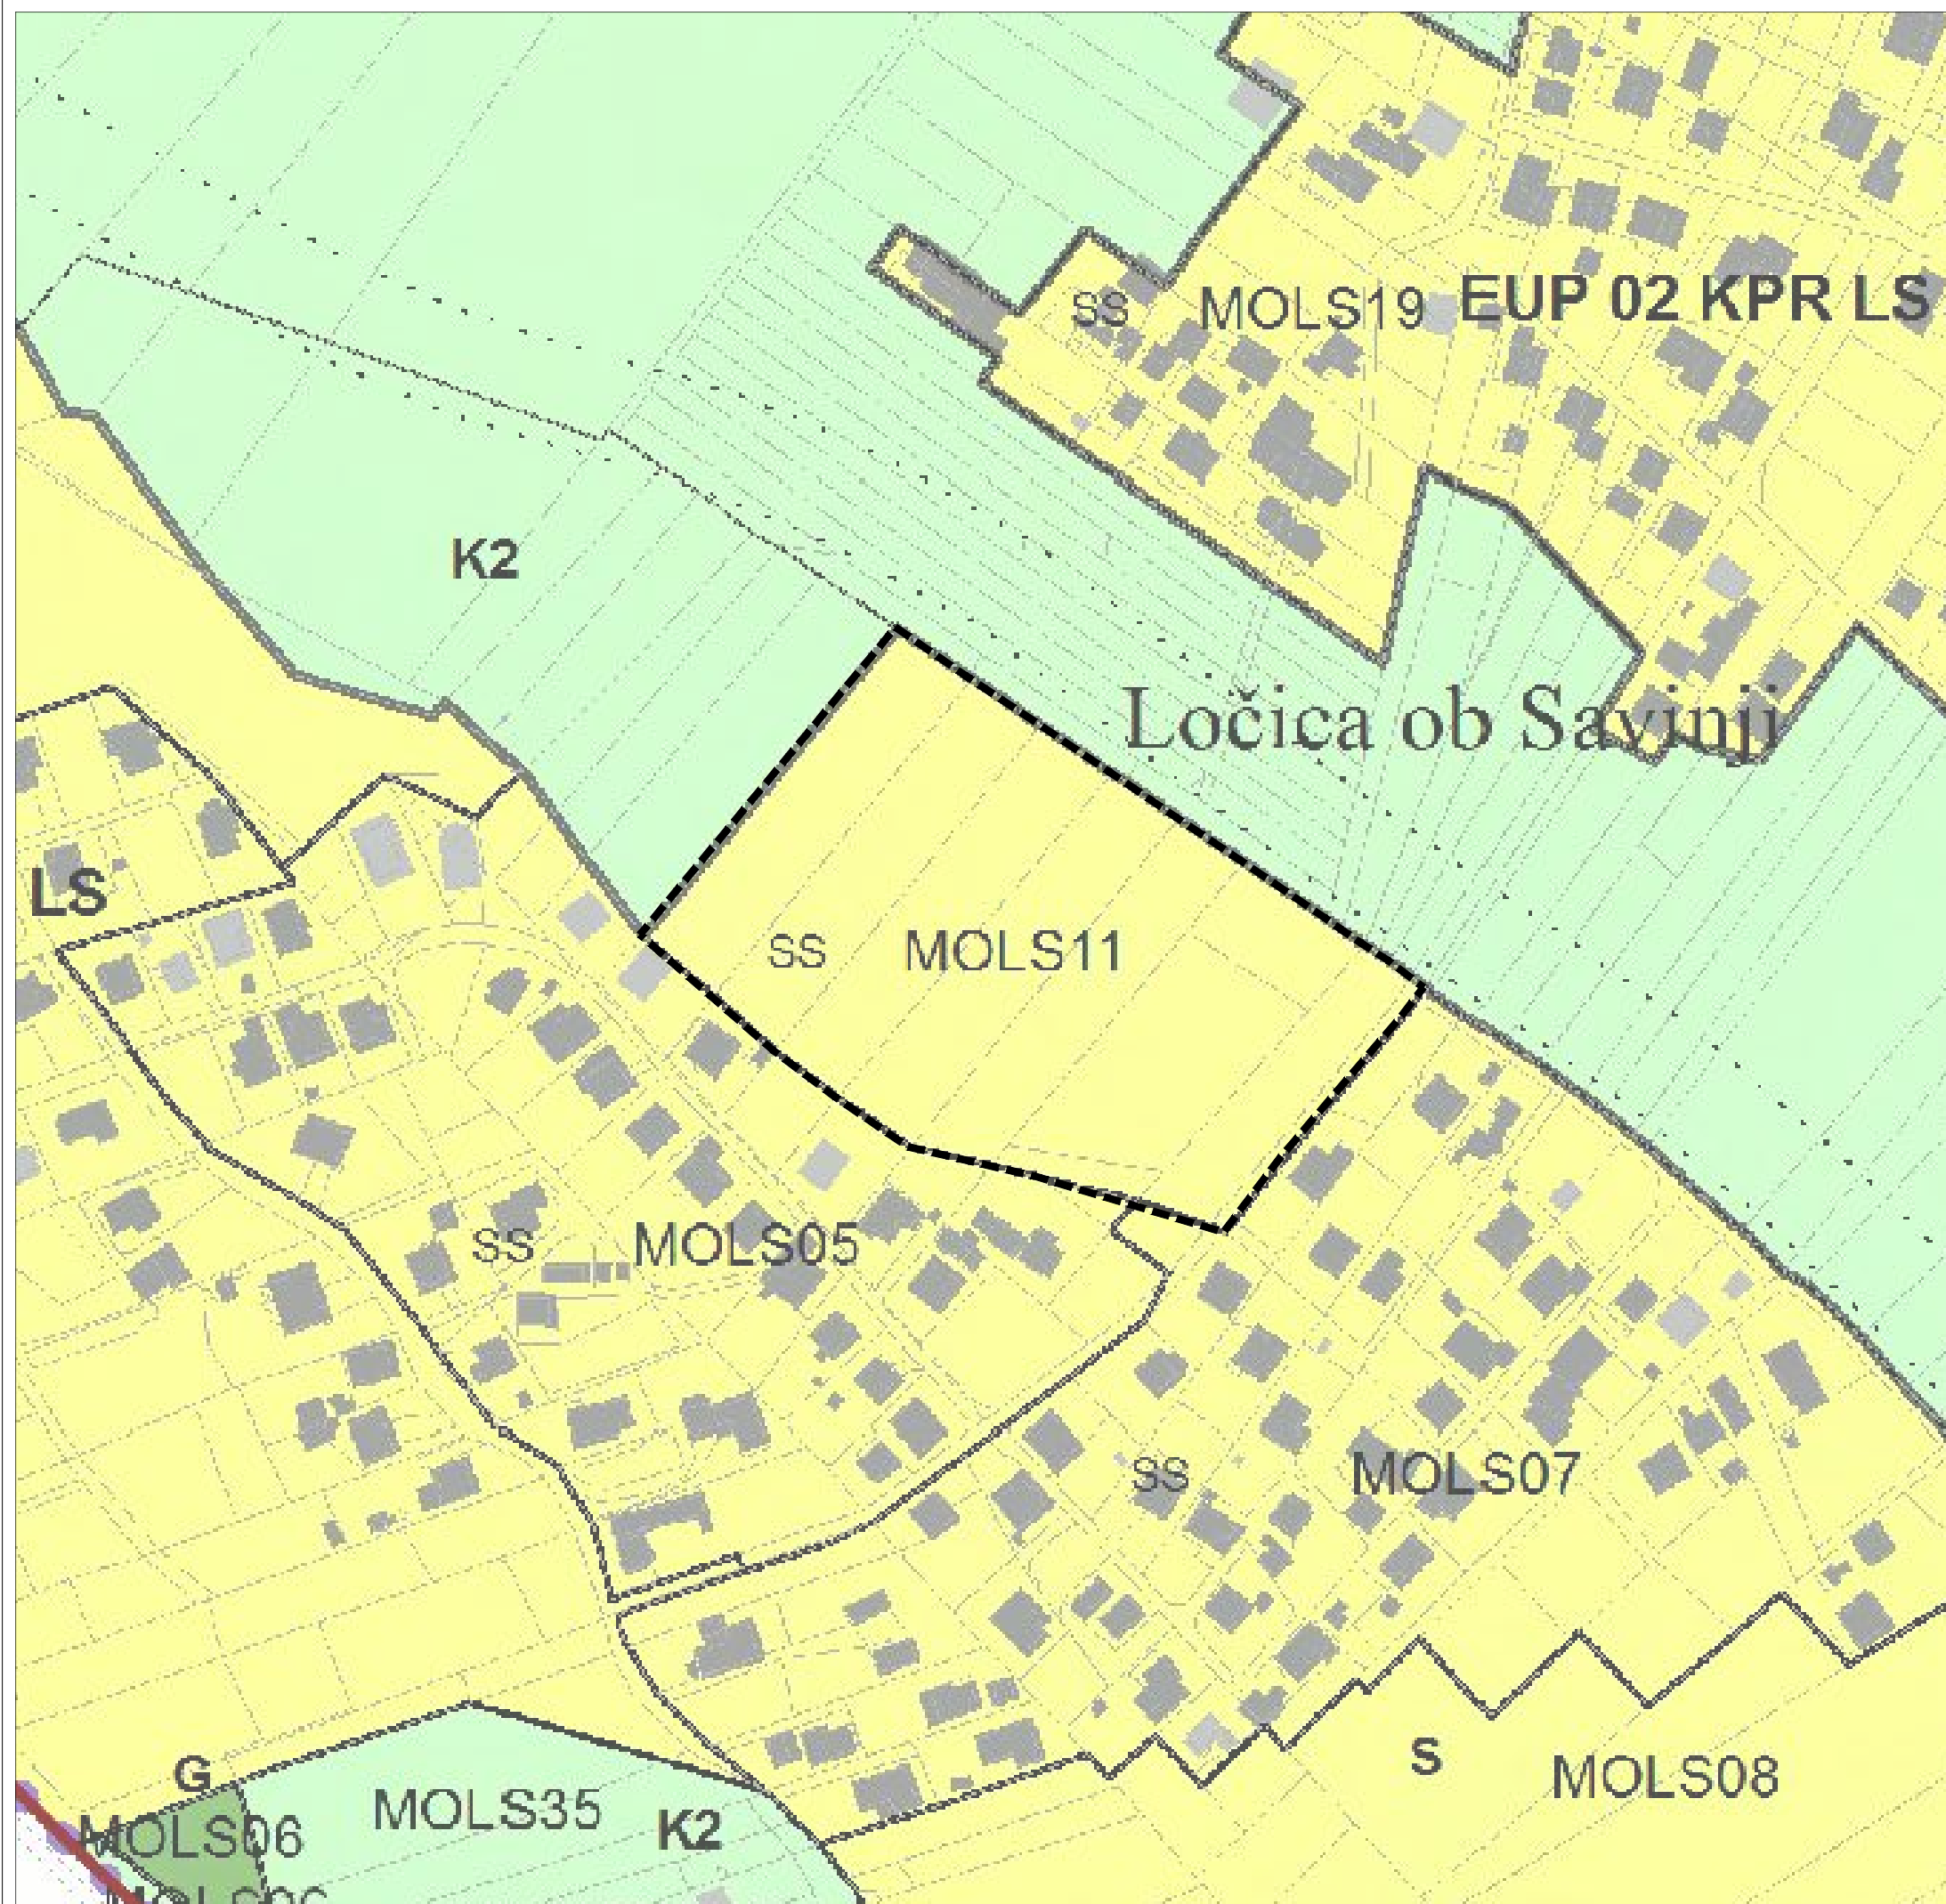 SS MOLS19 EUP 02 KPR LS
K2
Ločica ob Savinji
LS
SS MOLS11
SS MOLS05
SS MOLS07
S MOLS08
G
MOLS35 K2
MOLS06